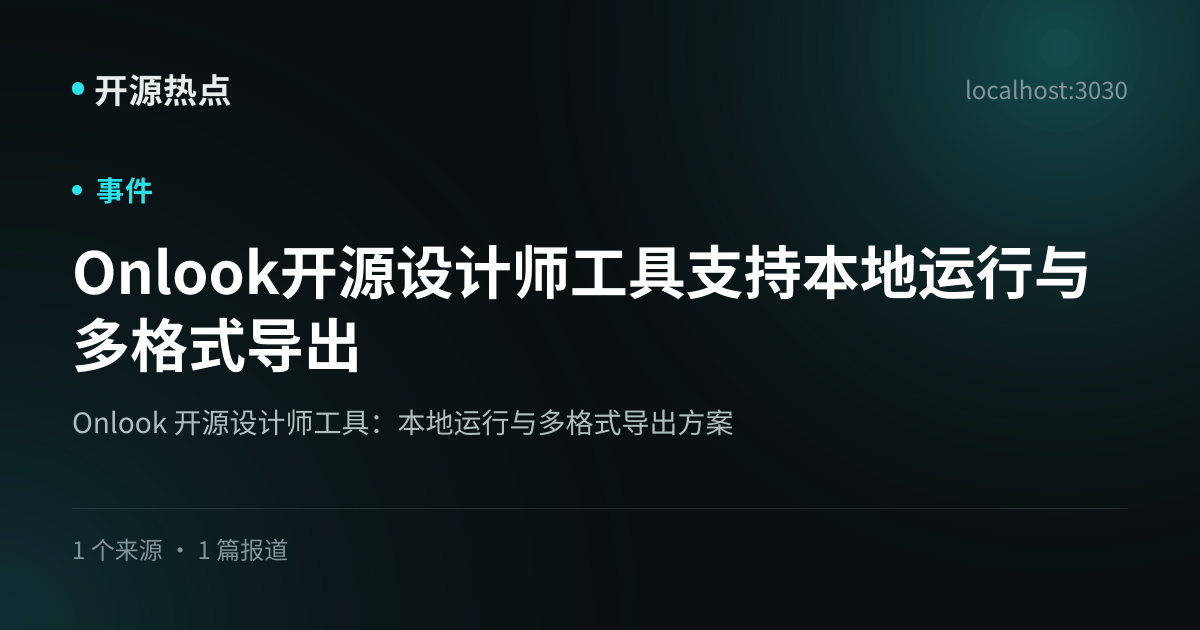 开源热点
localhost:3030
事件
Onlook开源设计师工具支持本地运行与
多格式导出
Onlook 开源设计师工具：本地运行与多格式导出方案
1 个来源 · 1 篇报道